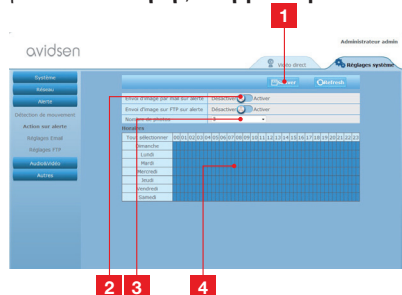 1
Administrateur admin
avidsen
Vidéo direct
Réglages système
Système
Réseau
Alerte
Détection de mouvement
Action sur alerte
Réglages Email
Réglages FTP
Audio&vidéo
Autres
Refresh
Envoi d'image par mail sur alerte Désactiver Activer
Envoi d'image sur FTP sur alerte Désactiver Activer
Nombre de photos 3
Horaires
Tout sélectionner 00 01 02 03 04 05 06 07 08 09 10 11 12 13 14 15 16 17 18 19 20 21 22 23
Dimanche
Lundi
Mardi
Mercredi
Jeudi
Vendredi
Samedi
2 3 4